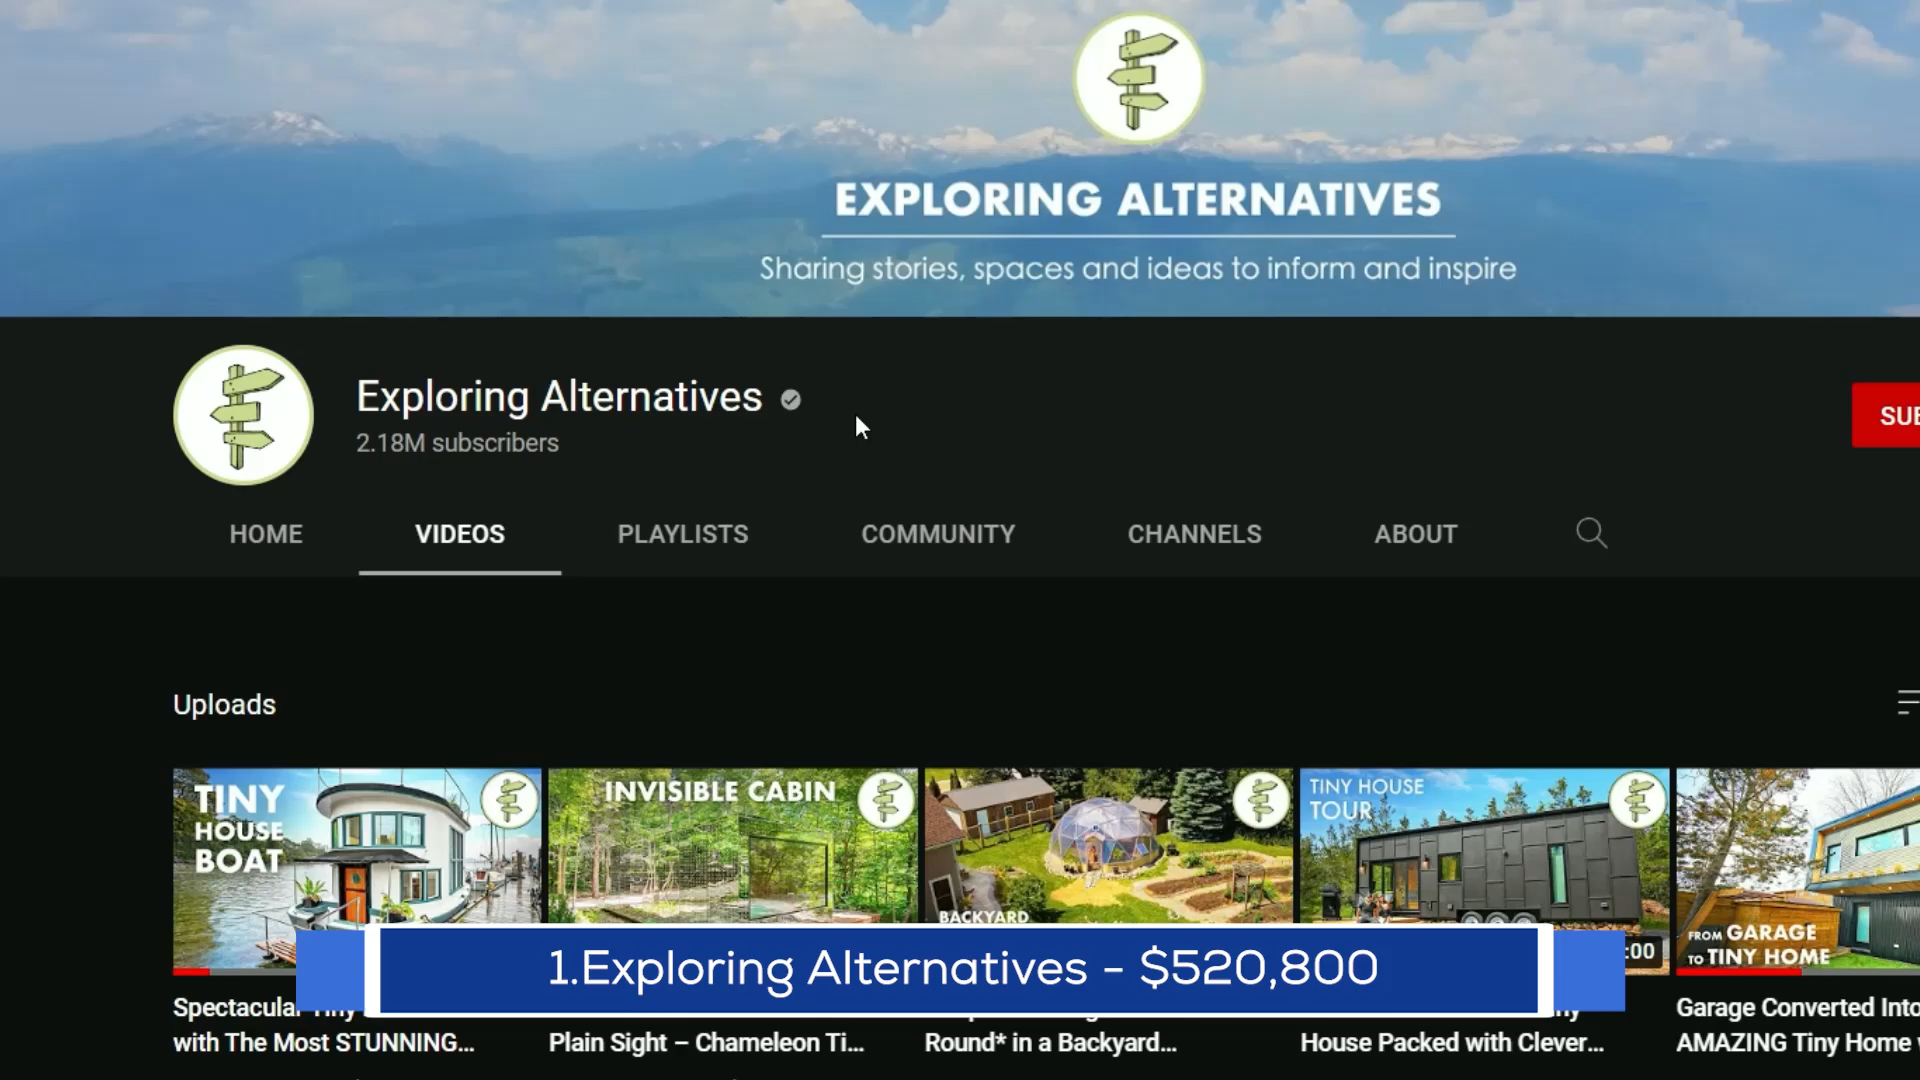 EXPLORING ALTERNATIVES
Sharing stories, spaces and ideas to inform and inspire
Exploring Alternatives
2.18M subscribers
SUB
HOME VIDEOS PLAYLISTS COMMUNITY CHANNELS ABOUT
Uploads
TINY
HOUSE
BOAT
INVISIBLE CABIN
BACKYARD
TINY HOUSE
TOUR
:00
FROM GARAGE
TO TINY HOME
1.Exploring Alternatives - $520,800
Spectacular Tiny
with The Most STUNNING...
Plain Sight – Chameleon Ti...
Round* in a Backyard...
House Packed with Clever...
Garage Converted Into
AMAZING Tiny Home